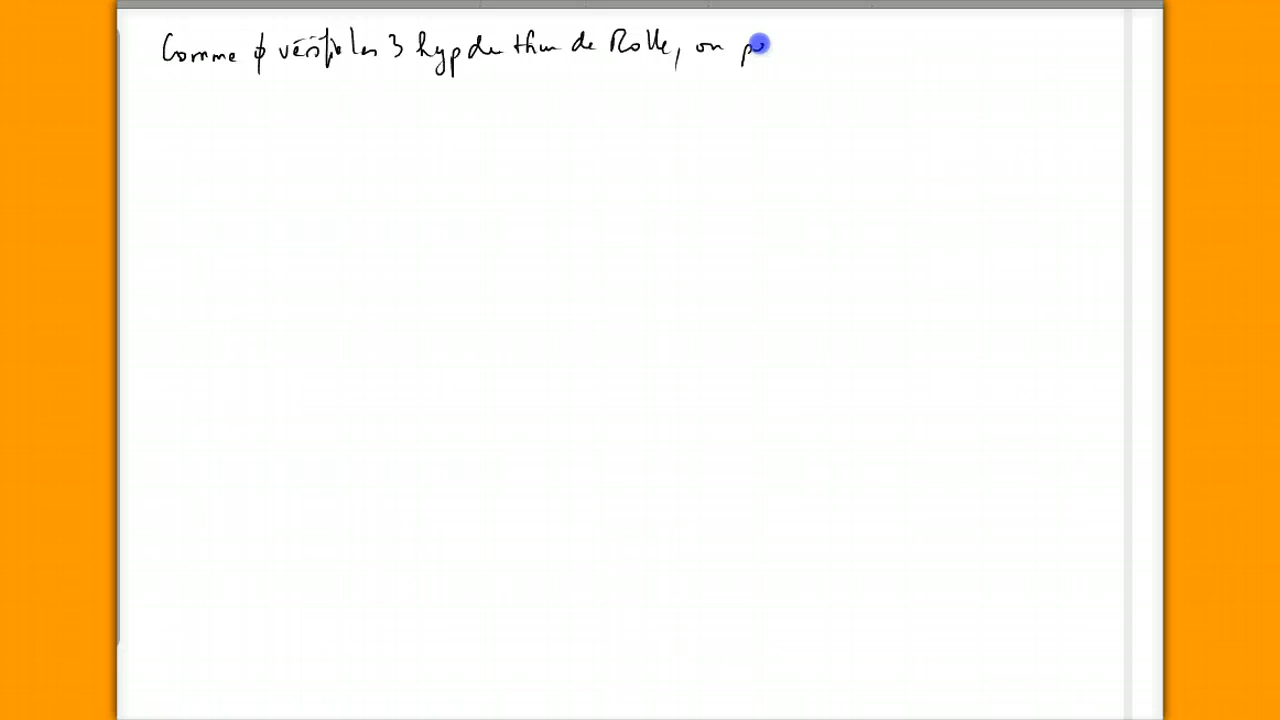 Comme ϕ vérifie les 3 hyp du thm de Rolle, on p